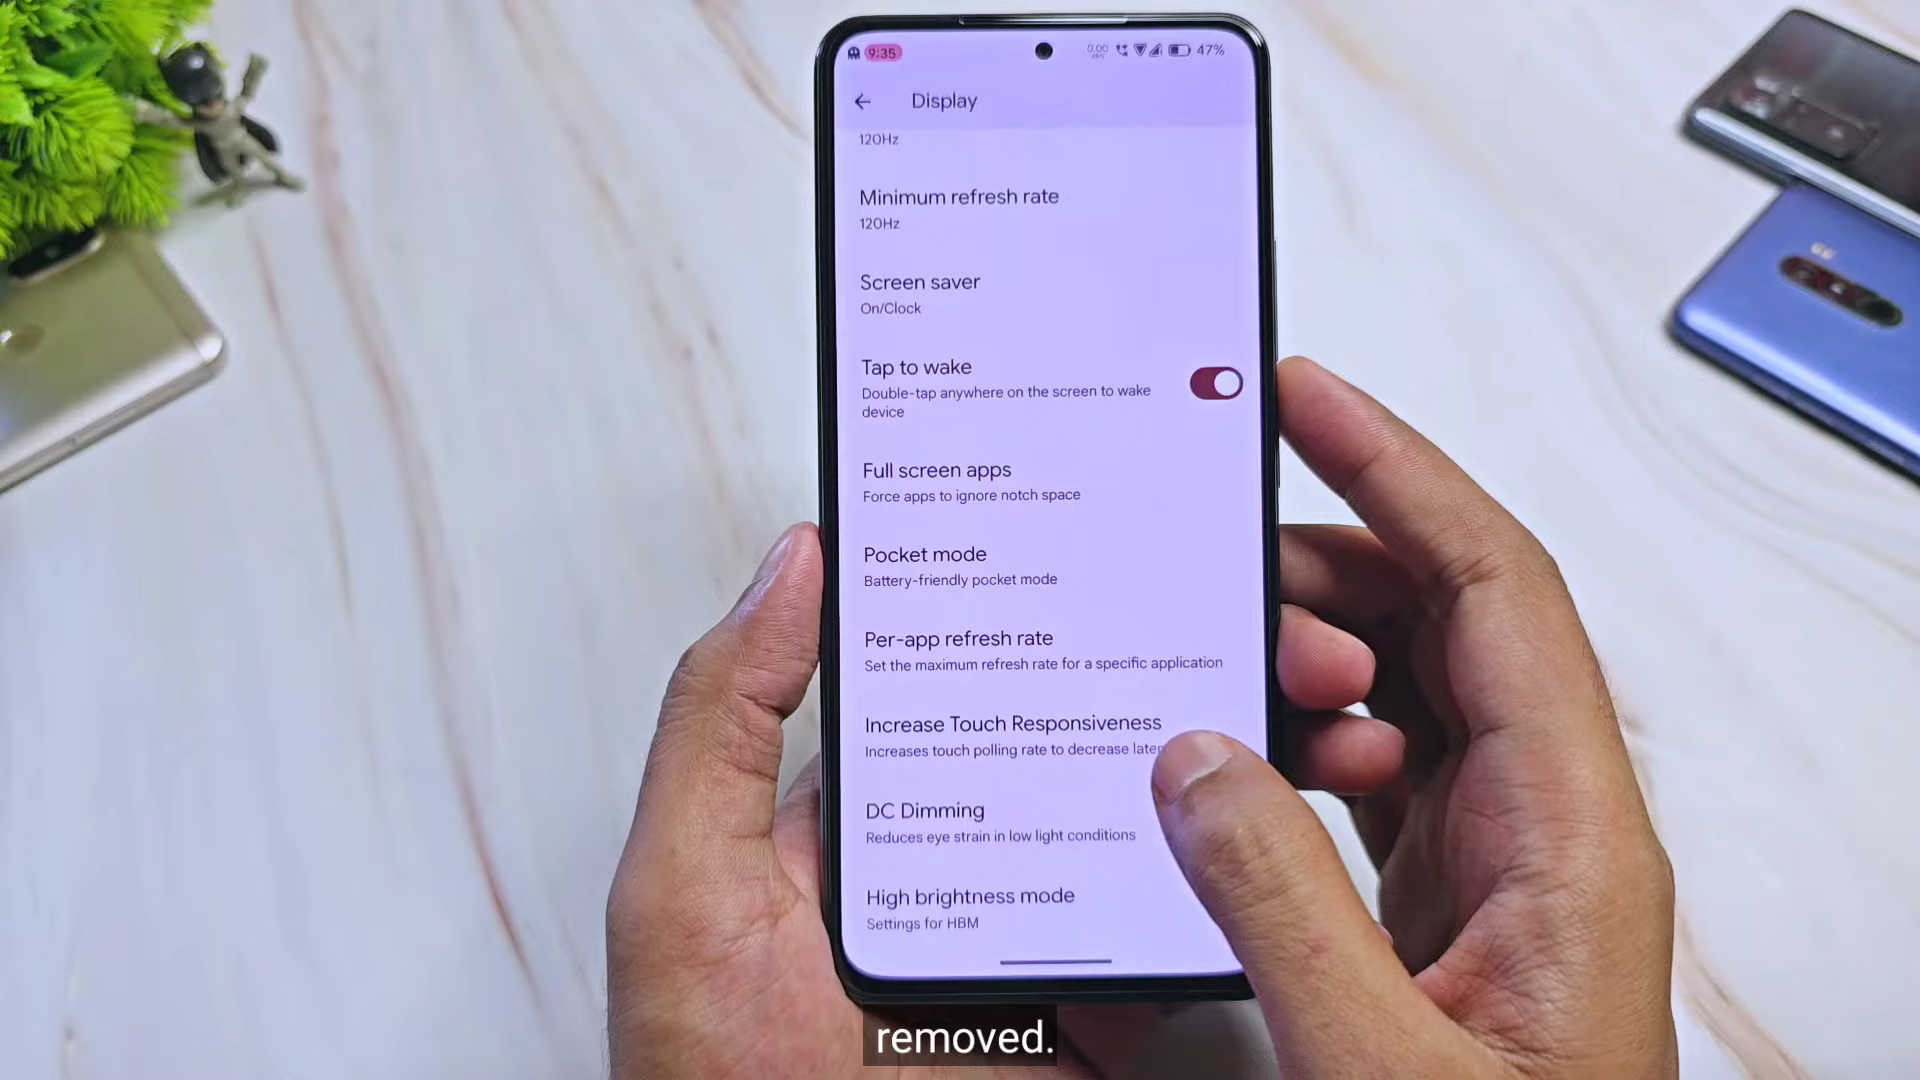 9:35
0.00
47%
Display
120Hz
Minimum refresh rate
120Hz
Screen saver
On/Clock
Tap to wake
Double-tap anywhere on the screen to wake
device
Full screen apps
Force apps to ignore notch space
Pocket mode
Battery-friendly pocket mode
Per-app refresh rate
Set the maximum refresh rate for a specific application
Increase Touch Responsiveness
Increases touch polling rate to decrease
DC Dimming
Reduces eye strain in low light conditions
High brightness mode
Settings for HBM
removed.